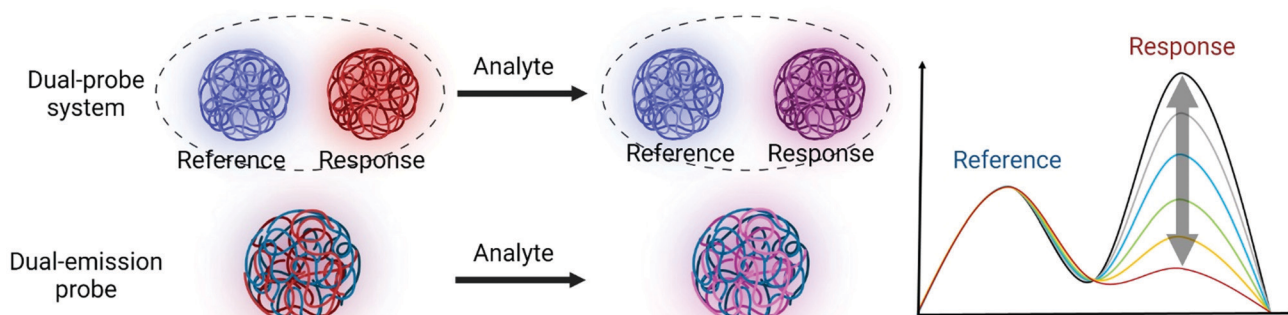 Dual-probe
system
Reference
Response
Analyte
Reference
Response
Dual-emission
probe
Analyte
Reference
Response